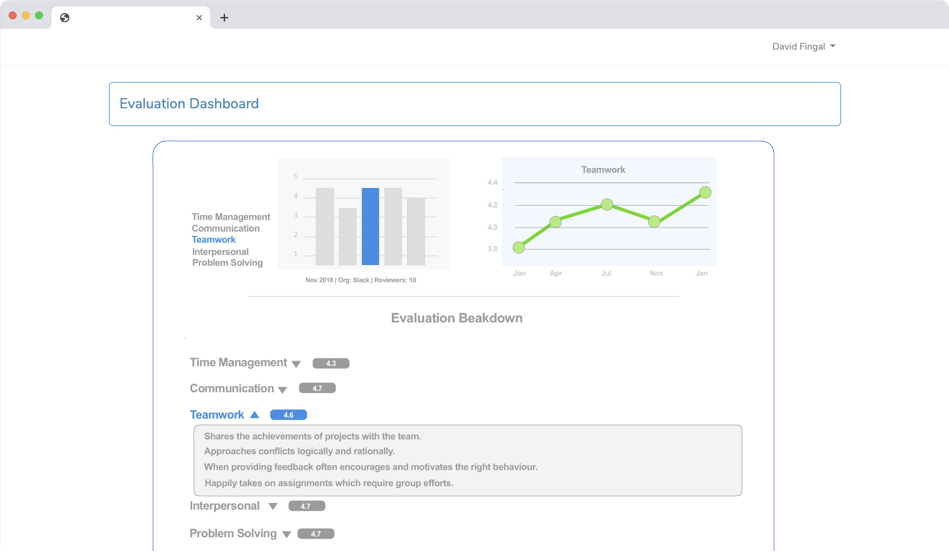 David Fingal
Evaluation Dashboard
5
4
3
2
1
Time Management
Communication
Teamwork
Interpersonal
Problem Solving
Nov 2018 | Org: Slack | Reviewers: 10
Teamwork
4.4
4.2
4.0
3.8
Jan Apr Jul Nov Jan
Evaluation Beakdown
Time Management 4.3
Communication 4.7
Teamwork 4.6
Shares the achievements of projects with the team.
Approaches conflicts logically and rationally.
When providing feedback often encourages and motivates the right behaviour.
Happily takes on assignments which require group efforts.
Interpersonal 4.7
Problem Solving 4.7